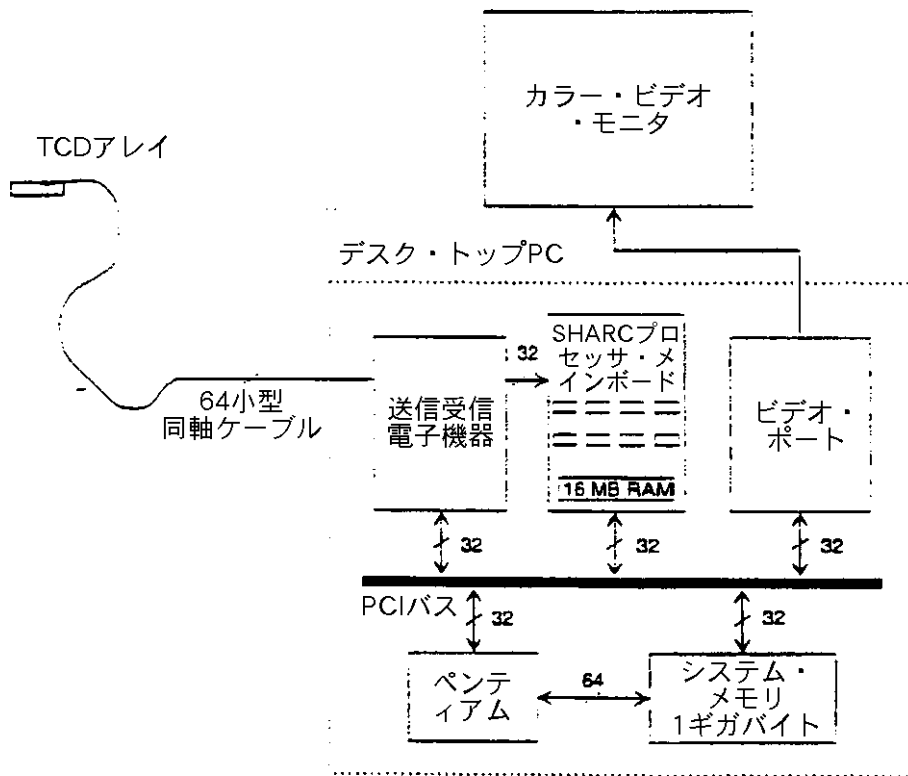 カラー・ビデオ
・モニタ
TCDアレイ
デスク・トップPC
64小型
同軸ケーブル
送信受信
電子機器
32
SHARCプロ
セッサ・メ
インボード
16 MB RAM
ビデオ・
ポート
32
32
32
PCIバス
32
32
ペンテ
ィアム
64
システム・
メモリ
1ギガバイト